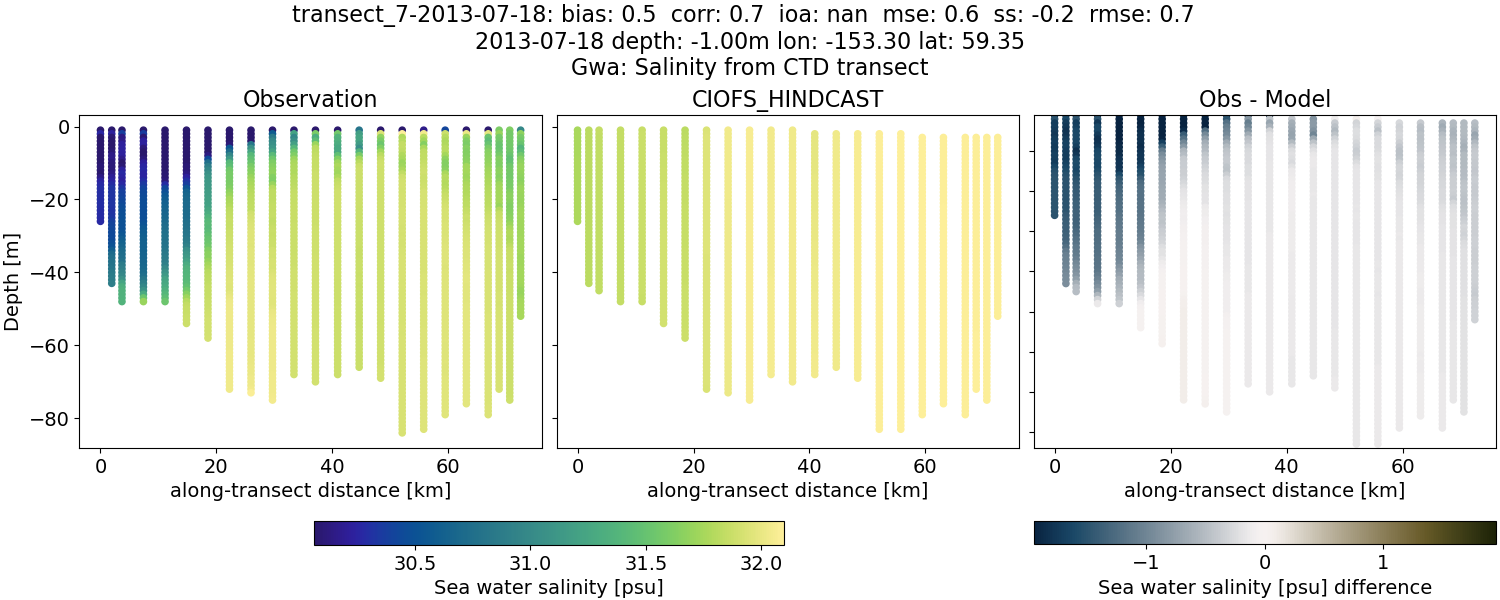 transect_7-2013-07-18: bias: 0.5  corr: 0.7  ioa: nan  mse: 0.6  ss: -0.2  rmse: 0.7
2013-07-18 depth: -1.00m lon: -153.30 lat: 59.35
Gwa: Salinity from CTD transect
Observation
CIOFS_HINDCAST
Obs - Model
Depth [m]
0
−20
−40
−60
−80
0 20 40 60
0 20 40 60
0 20 40 60
along-transect distance [km]
along-transect distance [km]
along-transect distance [km]
30.5 31.0 31.5 32.0
Sea water salinity [psu]
−1 0 1
Sea water salinity [psu] difference